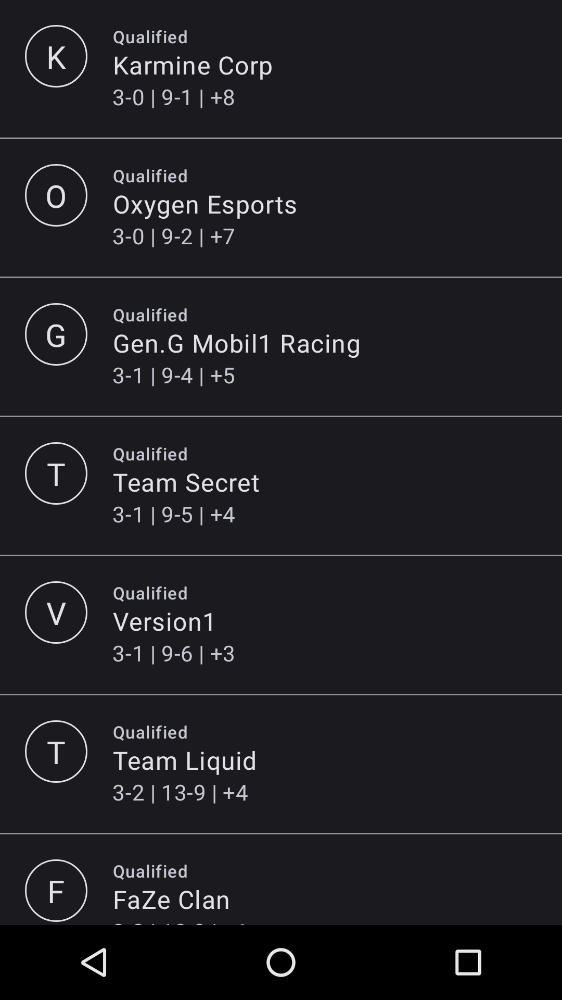 K
Qualified
Karmine Corp
3-0 | 9-1 | +8
O
Qualified
Oxygen Esports
3-0 | 9-2 | +7
G
Qualified
Gen.G Mobil1 Racing
3-1 | 9-4 | +5
T
Qualified
Team Secret
3-1 | 9-5 | +4
V
Qualified
Version1
3-1 | 9-6 | +3
T
Qualified
Team Liquid
3-2 | 13-9 | +4
F
Qualified
FaZe Clan